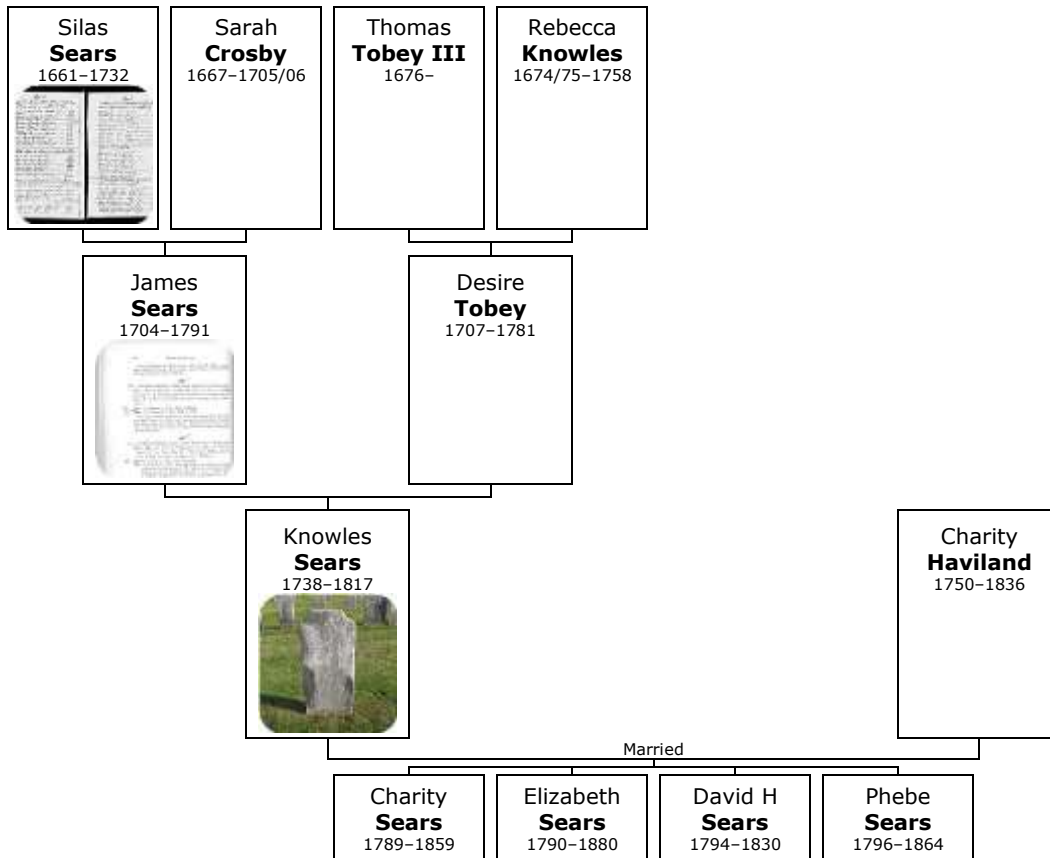 Silas
Sears
1661–1732
Sarah
Crosby
1667–1705/06
Thomas
Tobey III
1676–
Rebecca
Knowles
1674/75–1758
James
Sears
1704–1791
Desire
Tobey
1707–1781
Knowles
Sears
1738–1817
Charity
Haviland
1750–1836
Married
Charity
Sears
1789–1859
Elizabeth
Sears
1790–1880
David H
Sears
1794–1830
Phebe
Sears
1796–1864